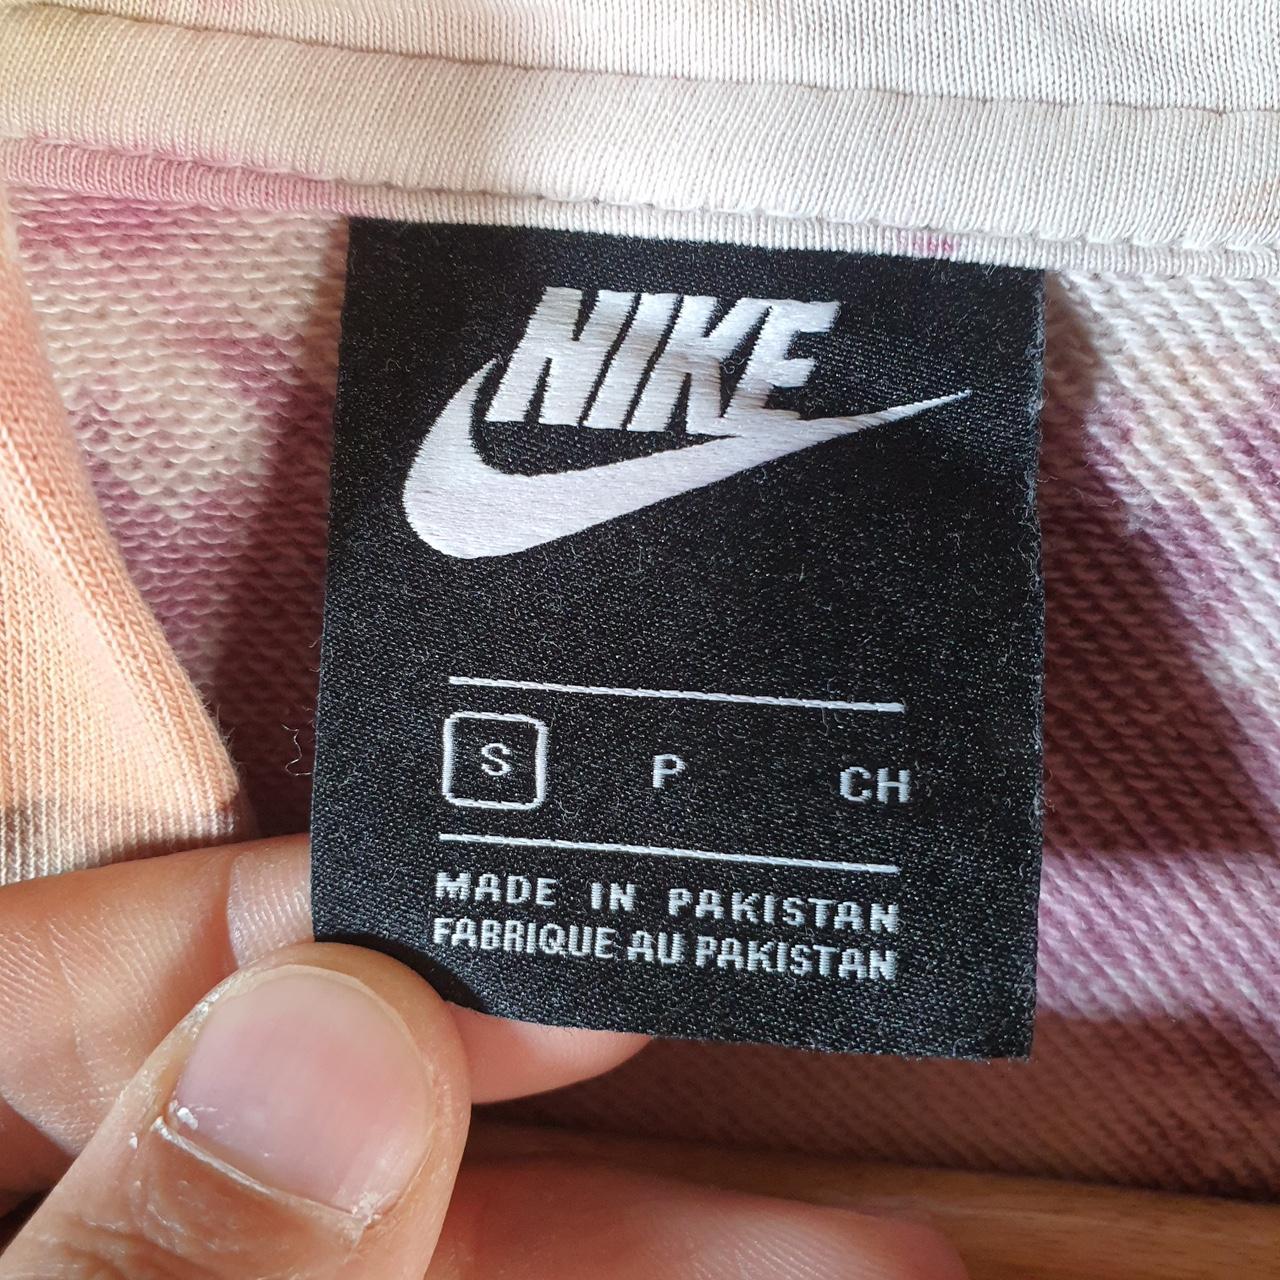 NIKE
S P CH
MADE IN PAKISTAN
FABRIQUE AU PAKISTAN